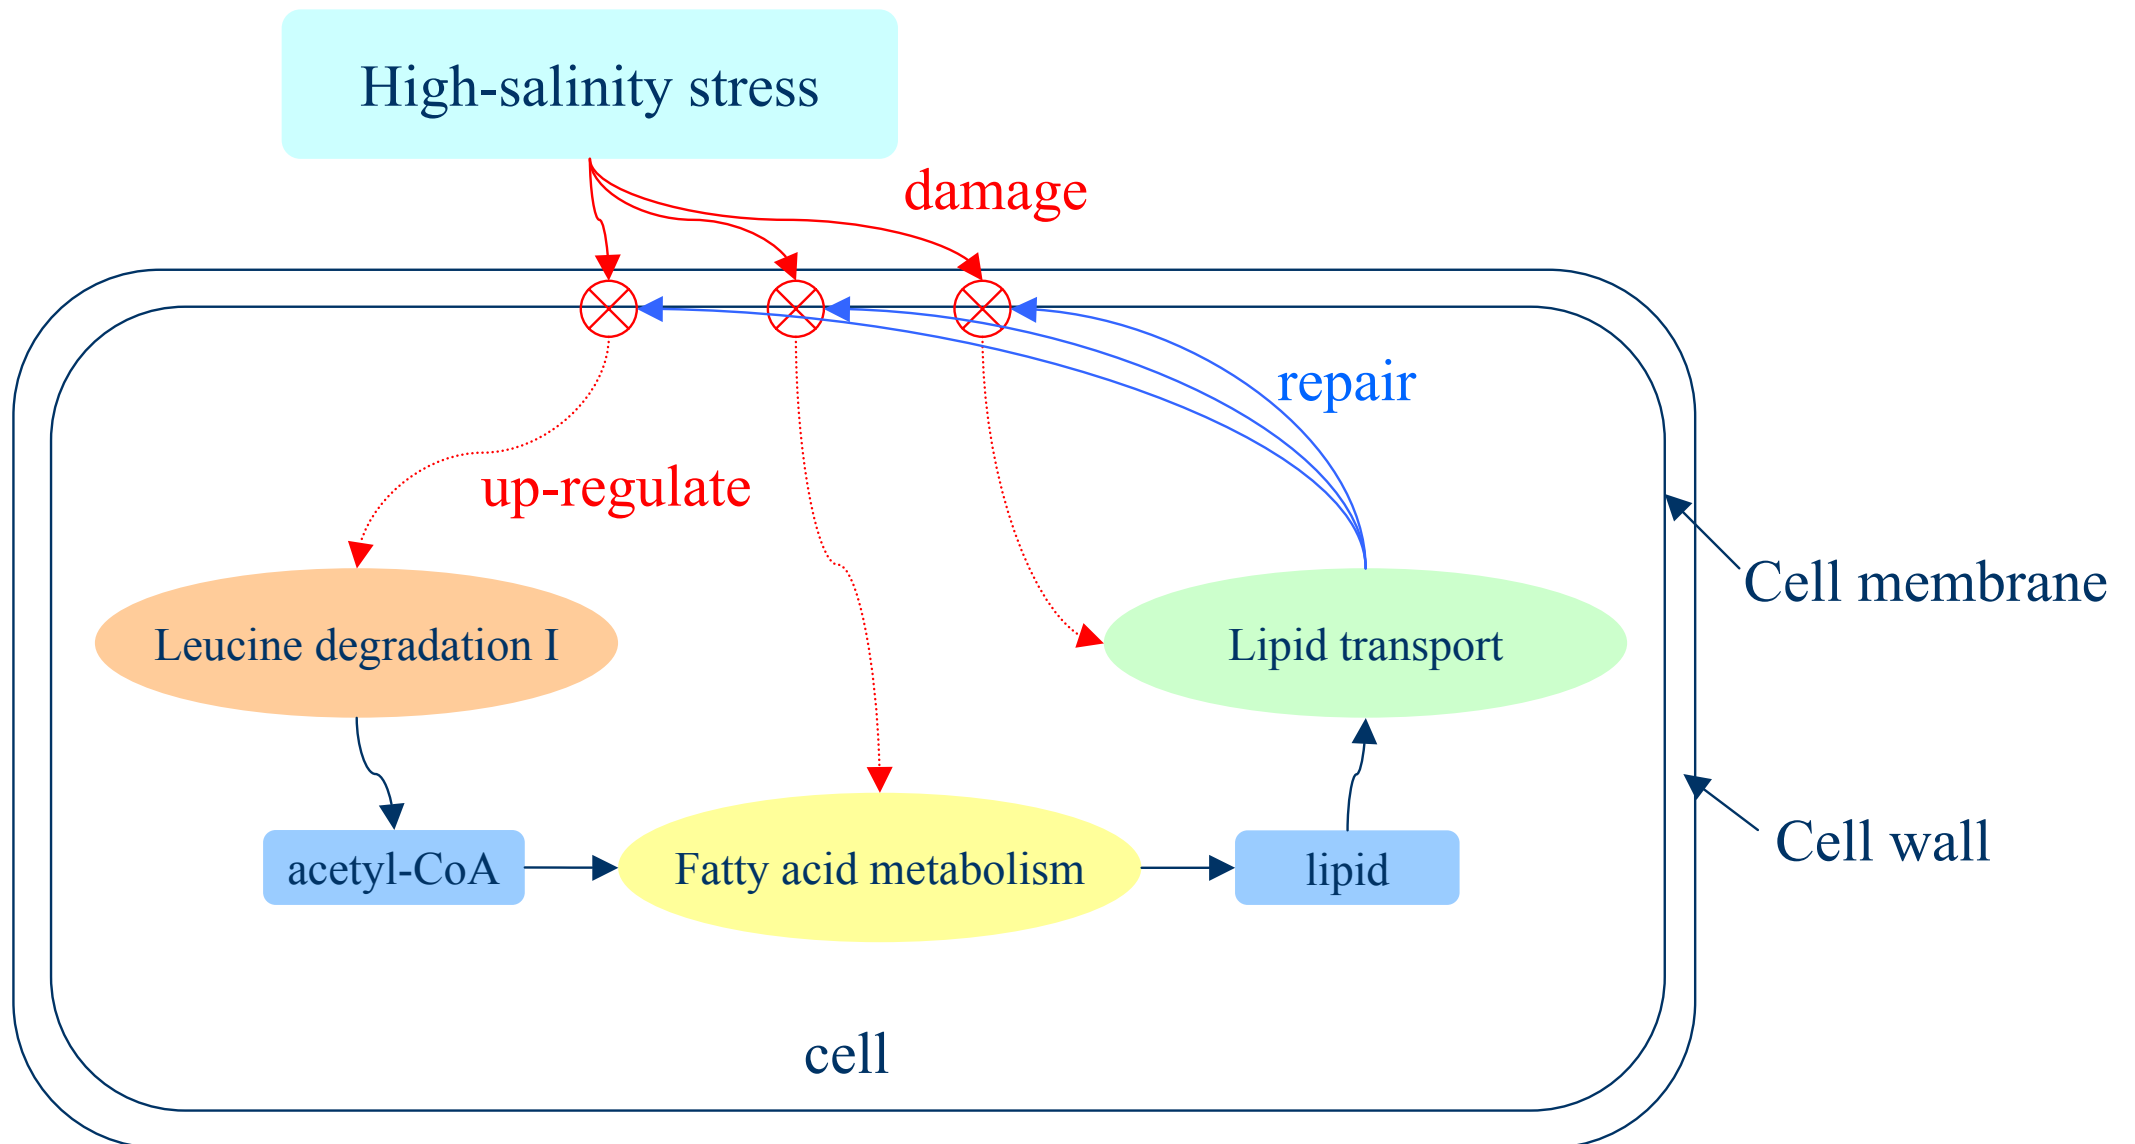 High-salinity stress
damage
repair
up-regulate
Cell membrane
Leucine degradation I
Lipid transport
Cell wall
acetyl-CoA
Fatty acid metabolism
lipid
cell